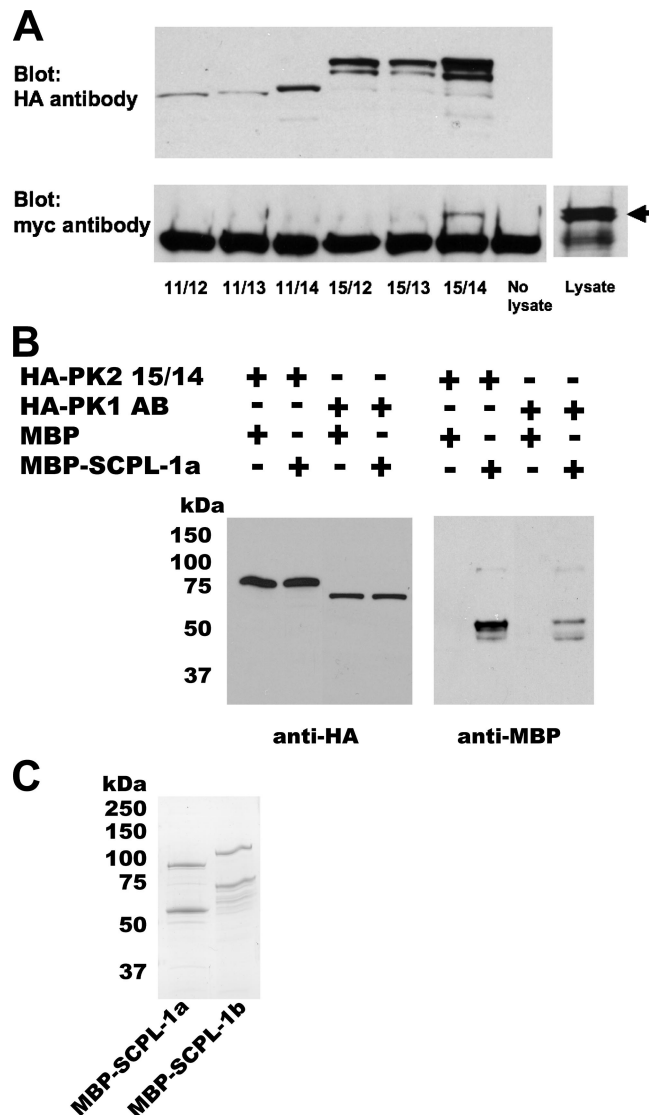 A
Blot:
HA antibody
Blot:
myc antibody
11/12 11/13 11/14 15/12 15/13 15/14 No lysate Lysate
B
HA-PK2 15/14 + + - - + + - -
HA-PK1 AB - - + + - - + +
MBP + - + - + - + -
MBP-SCPL-1a - + - + - + - +
kDa
150
100
75
50
37
anti-HA anti-MBP
C
kDa
250
150
100
75
50
37
MBP-SCPL-1a
MBP-SCPL-1b